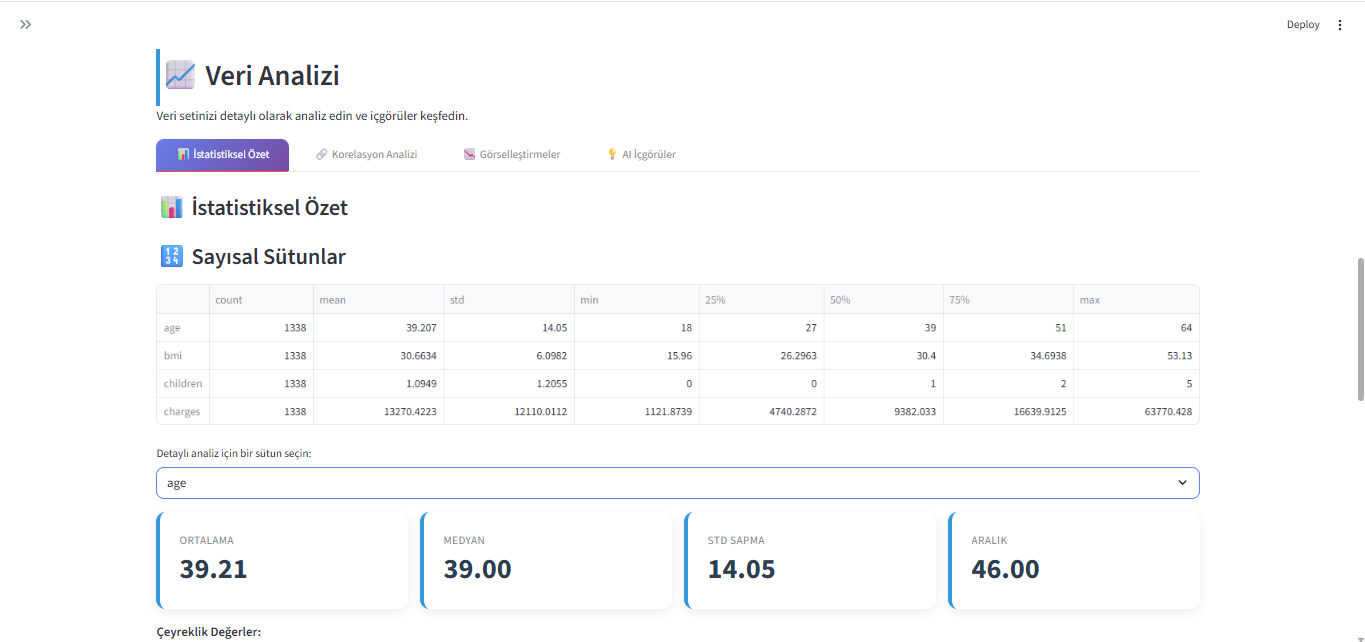 Deploy
Veri Analizi
Veri setinizi detaylı olarak analiz edin ve içgörüler keşfedin.
İstatistiksel Özet Korelasyon Analizi Görselleştirmeler AI İçgörüler
İstatistiksel Özet
Sayısal Sütunlar
count mean std min 25% 50% 75% max
age 1338 39.207 14.05 18 27 39 51 64
bmi 1338 30.6634 6.0982 15.96 26.2963 30.4 34.6938 53.13
children 1338 1.0949 1.2055 0 0 1 2 5
charges 1338 13270.4223 12110.0112 1121.8739 4740.2872 9382.033 16639.9125 63770.428
Detaylı analiz için bir sütun seçin:
age
ORTALAMA MEDYAN STD SAPMA ARALIK
39.21 39.00 14.05 46.00
Çeyreklik Değerler: